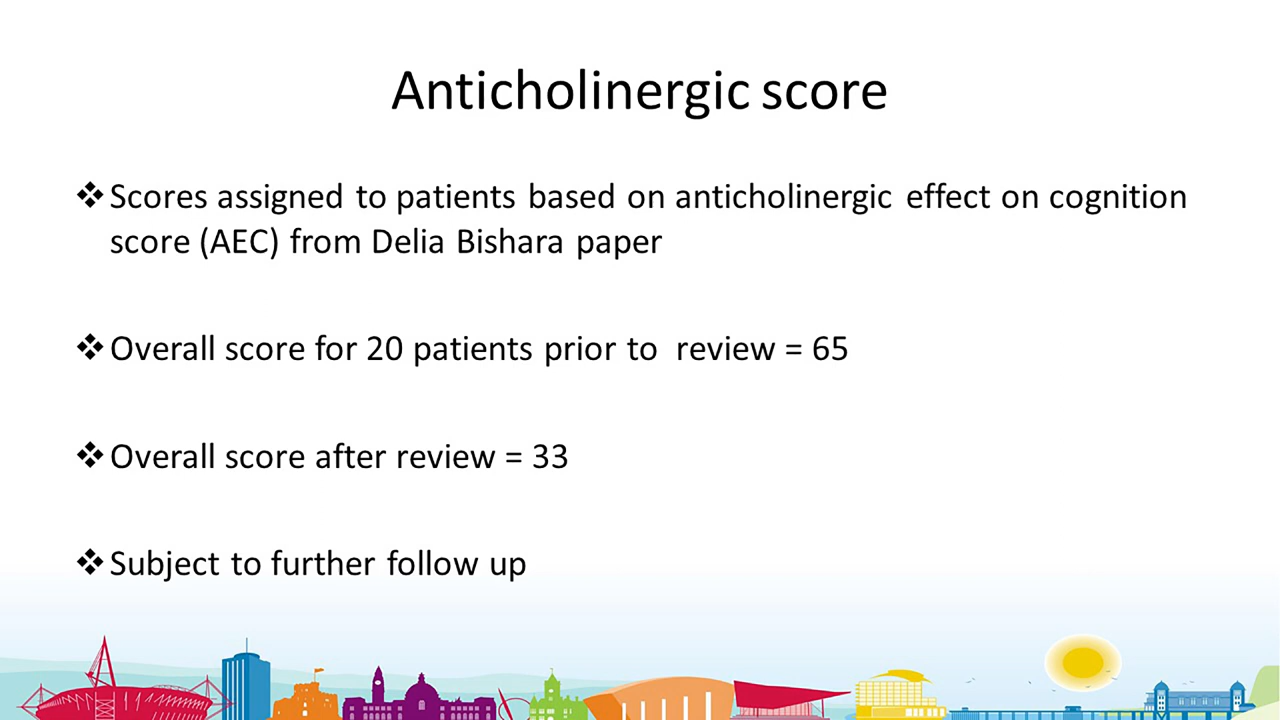 Anticholinergic score
❖Scores assigned to patients based on anticholinergic effect on cognition
score (AEC) from Delia Bishara paper
❖Overall score for 20 patients prior to  review = 65
❖Overall score after review = 33
❖Subject to further follow up